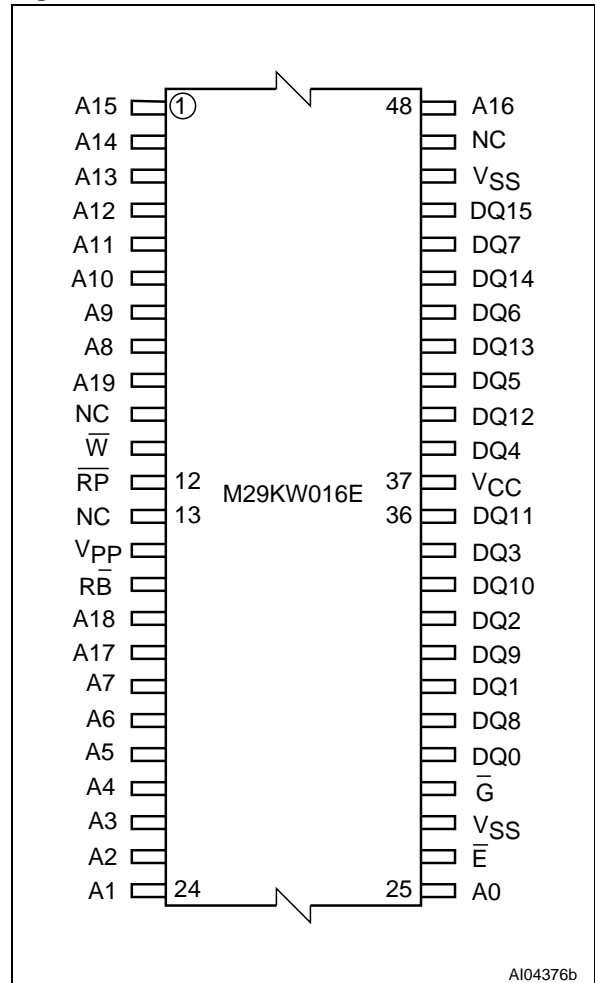 A15 ① 48 A16
A14 NC
A13 VSS
A12 DQ15
A11 DQ7
A10 DQ14
A9 DQ6
A8 DQ13
A19 DQ5
NC DQ12
W̅ DQ4
R̅P̅ 12 M29KW016E 37 VCC
NC 13 36 DQ11
VPP DQ3
RB̅ DQ10
A18 DQ2
A17 DQ9
A7 DQ1
A6 DQ8
A5 DQ0
A4 G̅
A3 VSS
A2 E̅
A1 24 25 A0
AI04376b